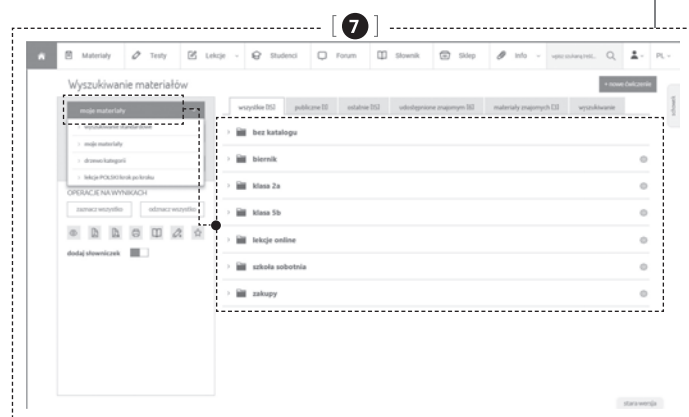 [7]
Materiały Testy Lekcje Studenci Forum Słownik Sklep Info PL
Wyszukiwanie materiałów
+ nowe ćwiczenie
moje materiały
wyszukiwanie standardowe
moje materiały
drzewo kategorii
lekcje POLSKI krok po kroku
OPERACJE NA WYNIKACH
zaznacz wszystko odznacz wszystko
dodaj słowniczek
wszystkie [15] publiczne [1] ostatnie [15] udostępnione znajomym [6] materiały znajomych [3] wyszukiwanie
bez katalogu
biernik
klasa 2a
klasa 5b
lekcje online
szkoła sobotnia
zakupy
stara wersja